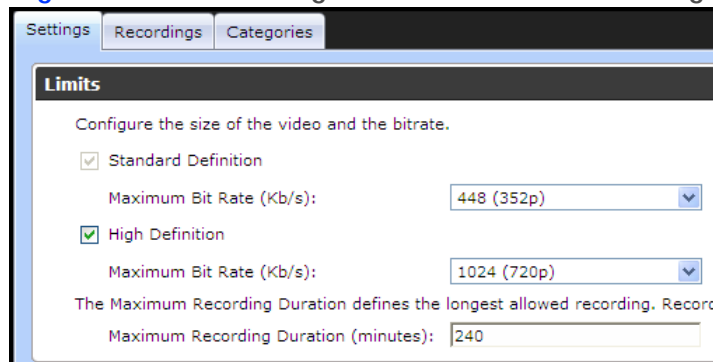 Settings Recordings Categories
Limits
Configure the size of the video and the bitrate.
Standard Definition
Maximum Bit Rate (Kb/s): 448 (352p)
High Definition
Maximum Bit Rate (Kb/s): 1024 (720p)
The Maximum Recording Duration defines the longest allowed recording.
Maximum Recording Duration (minutes): 240